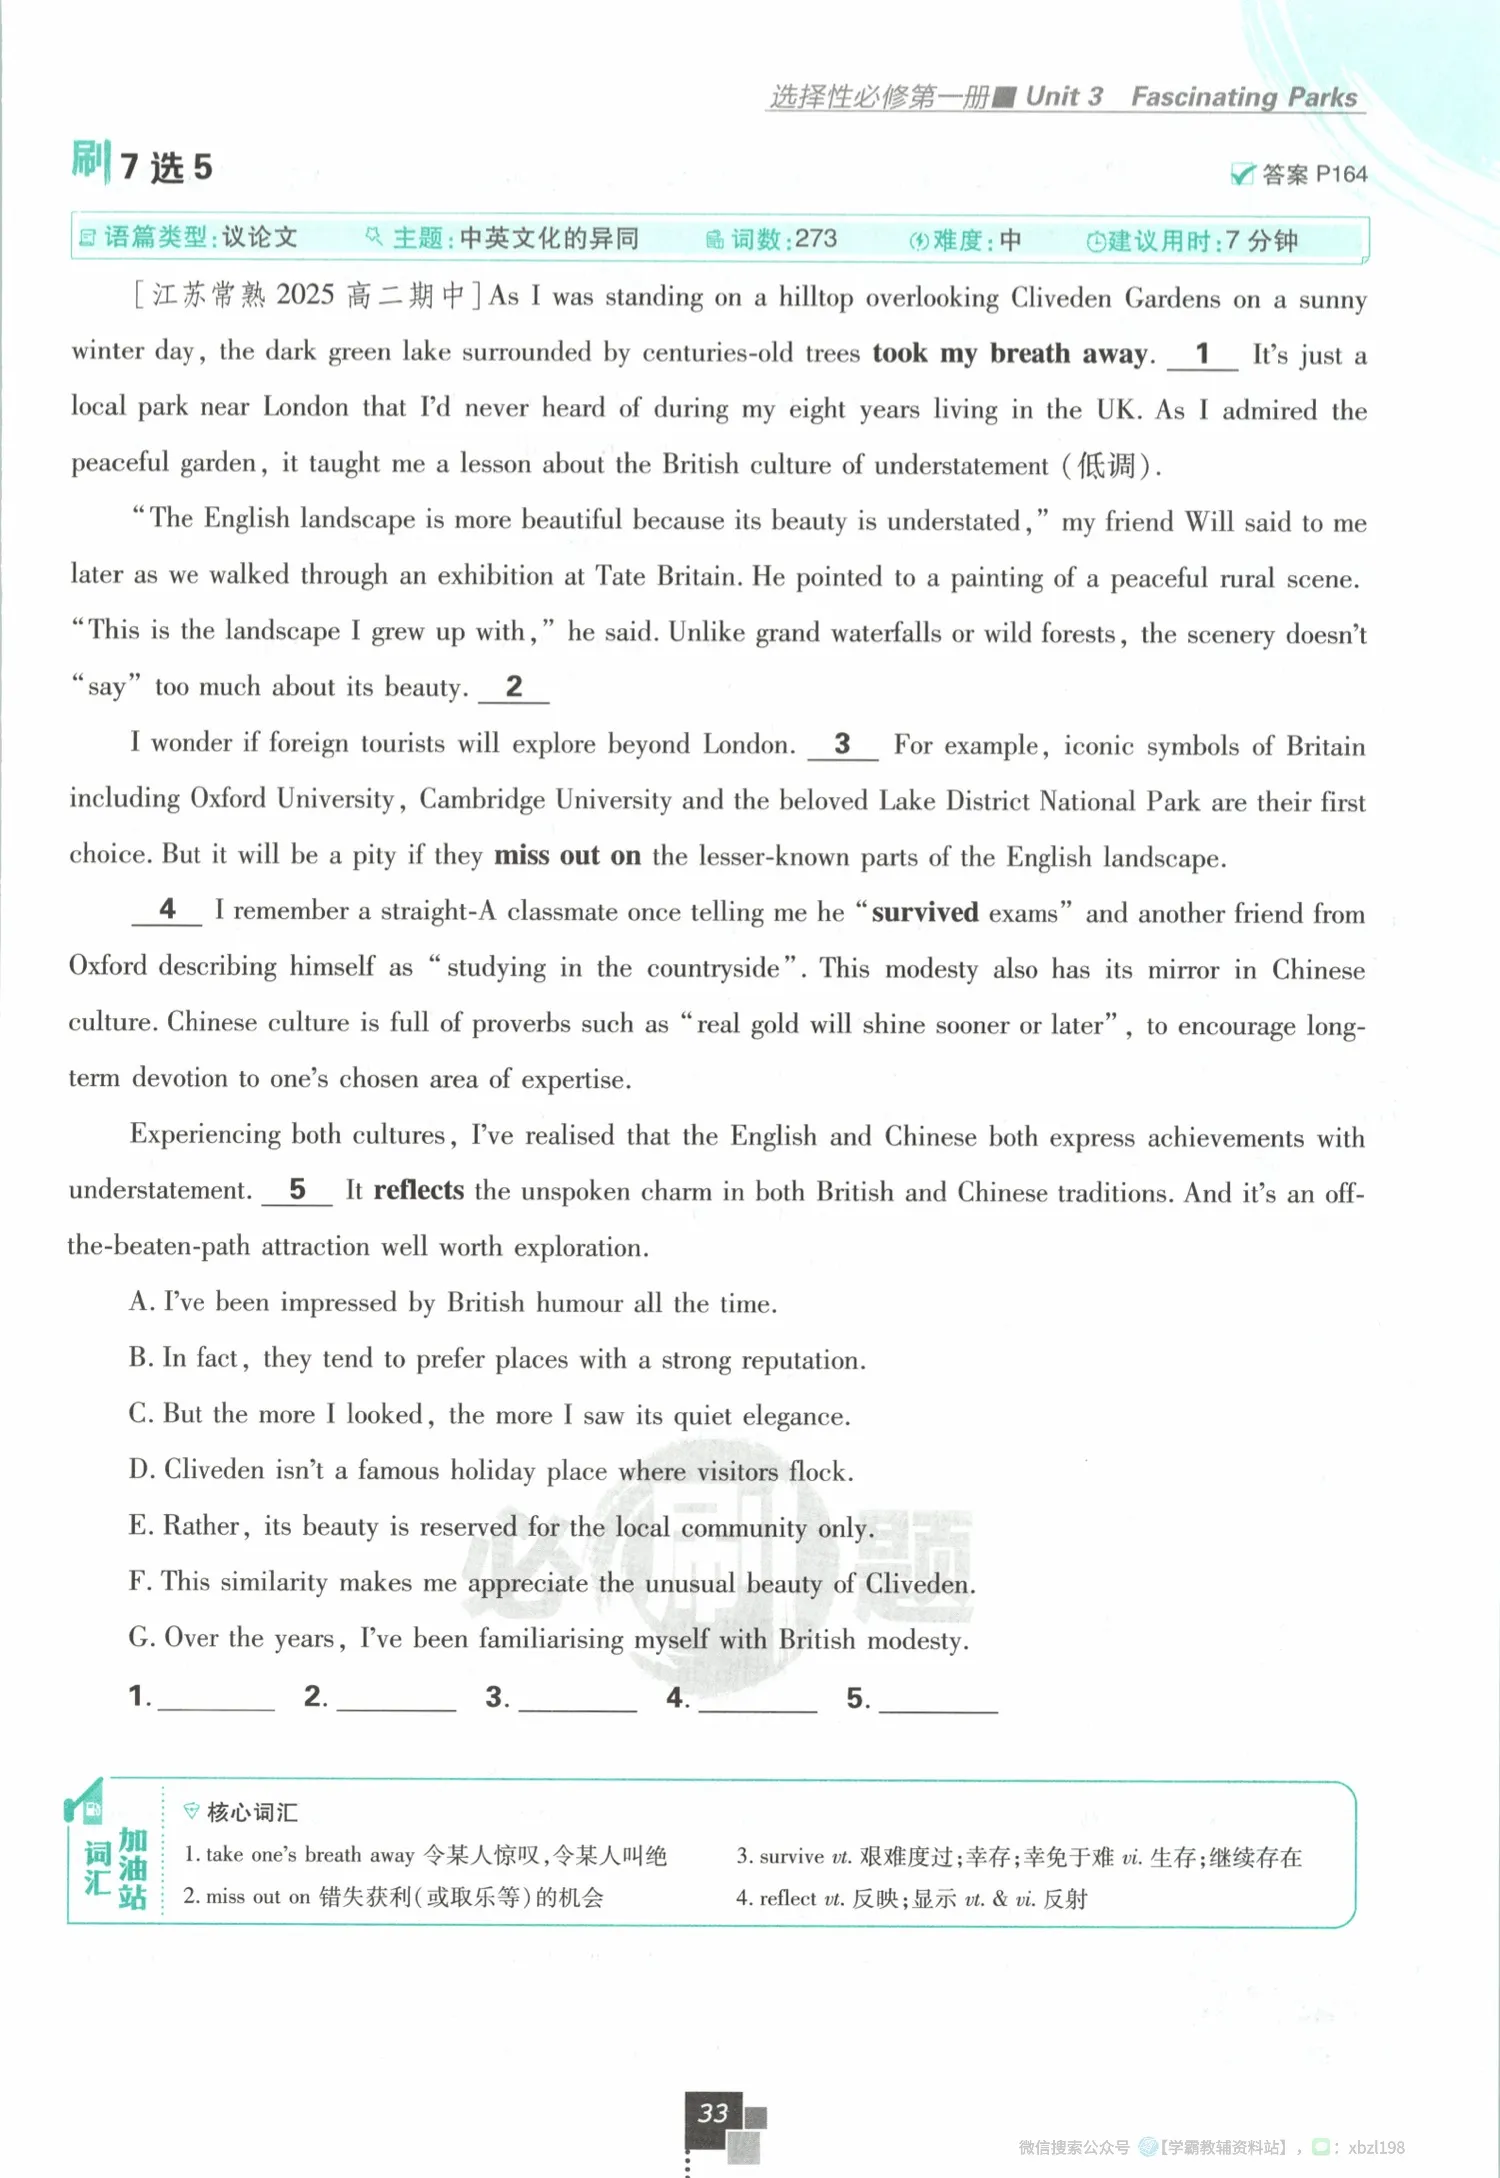 选择性必修第一册■ Unit 3 Fascinating Parks
刷 7 选 5
答案 P164
语篇类型:议论文 主题:中英文化的异同 词数:273 难度:中 建议用时:7 分钟
[江苏常熟 2025 高二期中]As I was standing on a hilltop overlooking Cliveden Gardens on a sunny
winter day, the dark green lake surrounded by centuries-old trees took my breath away. 1 It's just a
local park near London that I'd never heard of during my eight years living in the UK. As I admired the
peaceful garden, it taught me a lesson about the British culture of understatement (低调).
“The English landscape is more beautiful because its beauty is understated,” my friend Will said to me
later as we walked through an exhibition at Tate Britain. He pointed to a painting of a peaceful rural scene.
“This is the landscape I grew up with,” he said. Unlike grand waterfalls or wild forests, the scenery doesn't
“say” too much about its beauty. 2
I wonder if foreign tourists will explore beyond London. 3 For example, iconic symbols of Britain
including Oxford University, Cambridge University and the beloved Lake District National Park are their first
choice. But it will be a pity if they miss out on the lesser-known parts of the English landscape.
4 I remember a straight-A classmate once telling me he “survived exams” and another friend from
Oxford describing himself as “studying in the countryside”. This modesty also has its mirror in Chinese
culture. Chinese culture is full of proverbs such as “real gold will shine sooner or later”, to encourage long-
term devotion to one's chosen area of expertise.
Experiencing both cultures, I've realised that the English and Chinese both express achievements with
understatement. 5 It reflects the unspoken charm in both British and Chinese traditions. And it's an off-
the-beaten-path attraction well worth exploration.
A. I've been impressed by British humour all the time.
B. In fact, they tend to prefer places with a strong reputation.
C. But the more I looked, the more I saw its quiet elegance.
D. Cliveden isn't a famous holiday place where visitors flock.
E. Rather, its beauty is reserved for the local community only.
F. This similarity makes me appreciate the unusual beauty of Cliveden.
G. Over the years, I've been familiarising myself with British modesty.
1. 2. 3. 4. 5.
必刷题
词汇加油站
核心词汇
1. take one's breath away 令某人惊叹,令某人叫绝
2. miss out on 错失获利(或取乐等)的机会
3. survive vt. 艰难度过;幸存;幸免于难 vi. 生存;继续存在
4. reflect vt. 反映;显示 vt. & vi. 反射
33
微信搜索公众号 【学霸教辅资料站】, : xbzl198